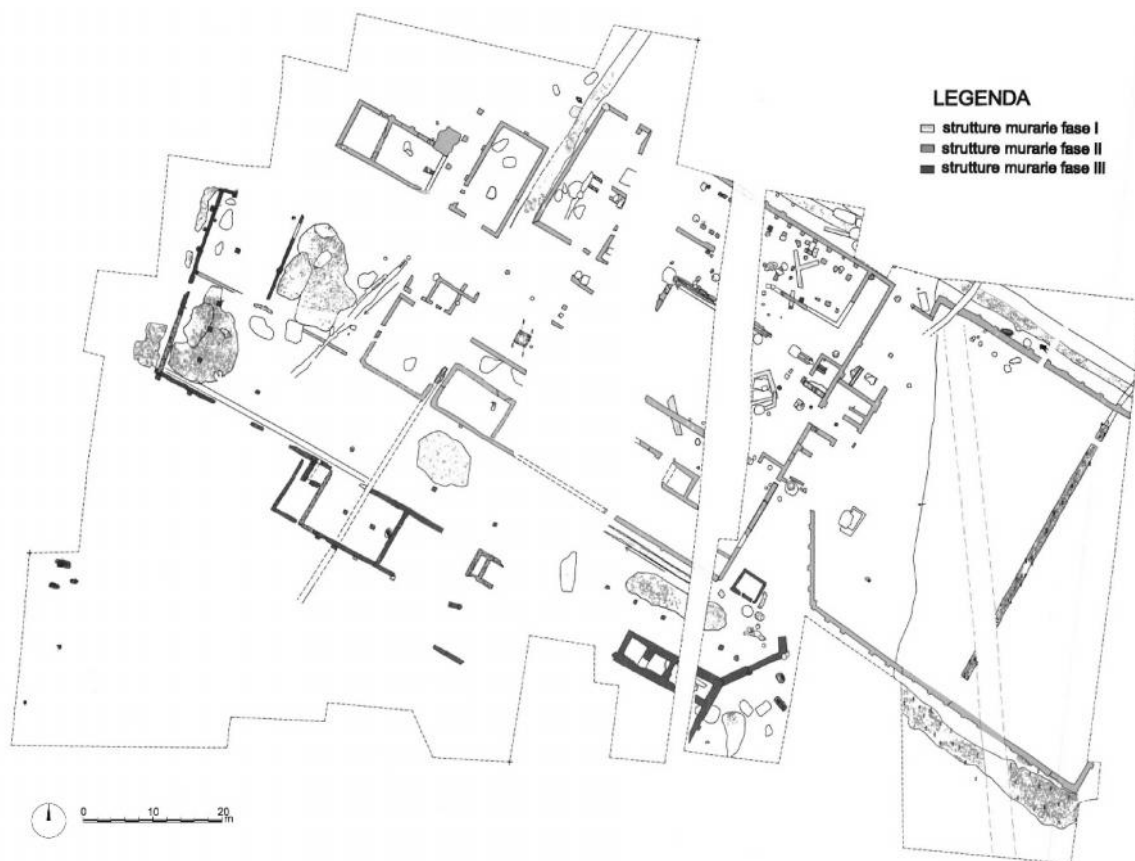 LEGENDA
strutture murarie fase I
strutture murarie fase II
strutture murarie fase III
0 10 20
m